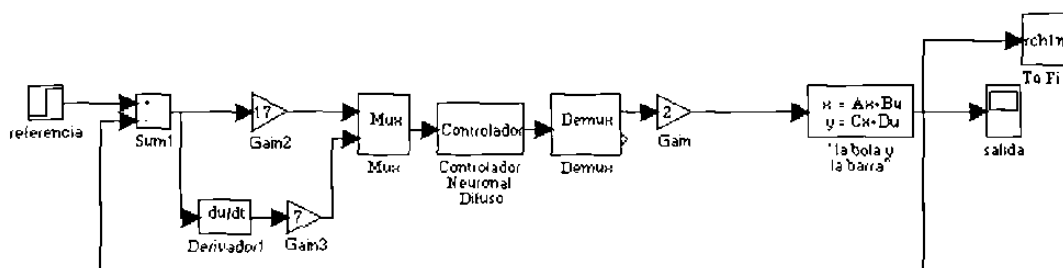 referencia
Sum1
17
Gain2
du/dt
Derivador1
7
Gain3
Mux
Mux
Controlador
Controlador
Neuronal
Difuso
Demux
Demux
2
Gain
x = Ax+Bu
y = Cx+Du
"la bola y
la barra"
salida
To Fi